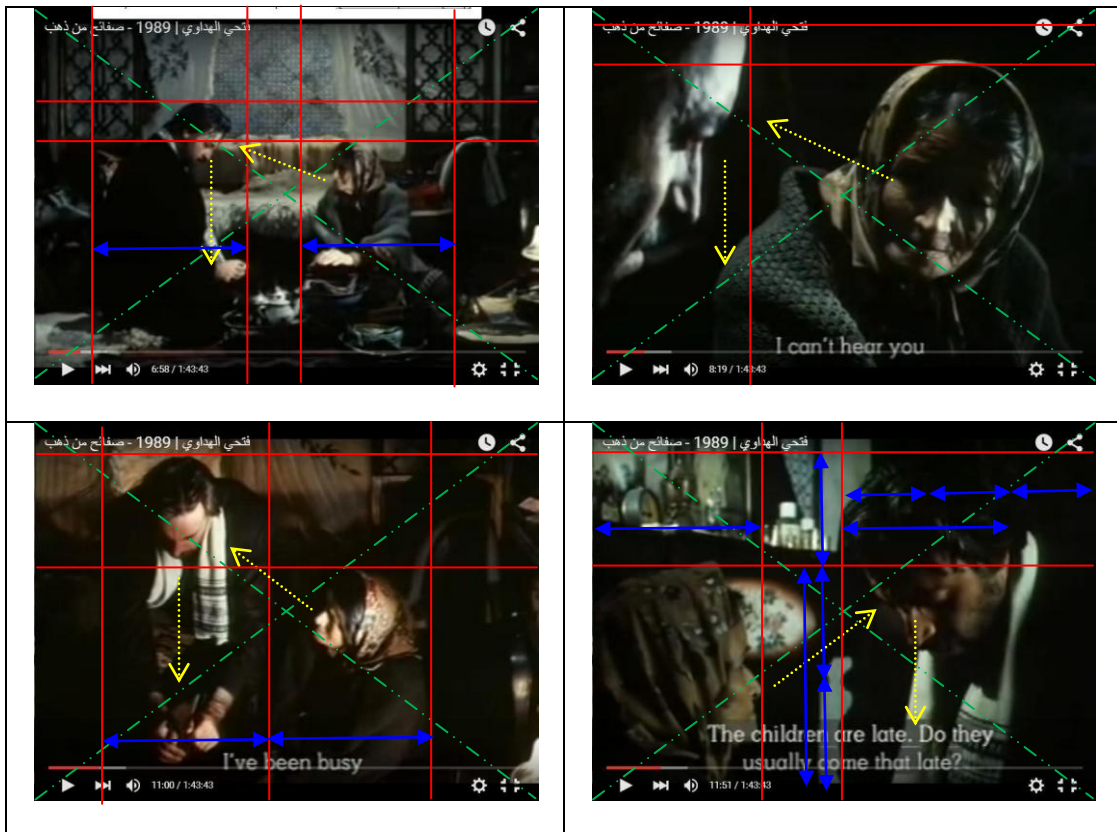 فتحي الهداوي | 1989 - صفائح من ذهب
6:58 / 1:43:43
فتحي الهداوي | 1989 - صفائح من ذهب
I can't hear you
8:19 / 1:43:43
فتحي الهداوي | 1989 - صفائح من ذهب
I've been busy
11:00 / 1:43:43
فتحي الهداوي | 1989 - صفائح من ذهب
The children are late. Do they
usually come that late?
11:51 / 1:43:43